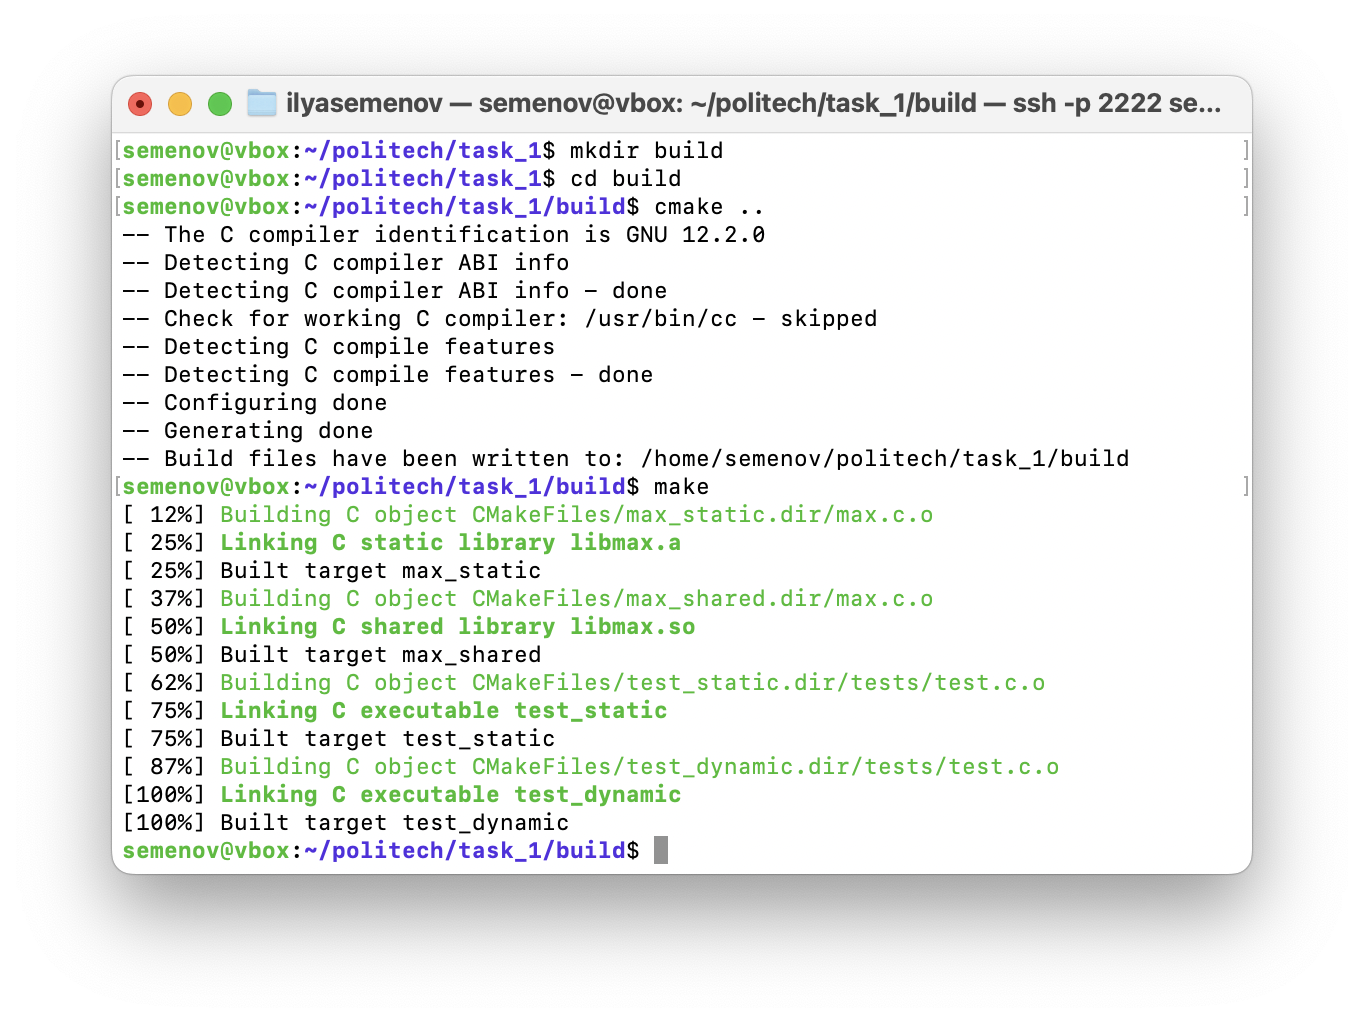 ilyasemenov — semenov@vbox: ~/politech/task_1/build — ssh -p 2222 se...
[semenov@vbox:~/politech/task_1$ mkdir build ]
[semenov@vbox:~/politech/task_1$ cd build ]
[semenov@vbox:~/politech/task_1/build$ cmake .. ]
-- The C compiler identification is GNU 12.2.0
-- Detecting C compiler ABI info
-- Detecting C compiler ABI info - done
-- Check for working C compiler: /usr/bin/cc - skipped
-- Detecting C compile features
-- Detecting C compile features - done
-- Configuring done
-- Generating done
-- Build files have been written to: /home/semenov/politech/task_1/build
[semenov@vbox:~/politech/task_1/build$ make ]
[ 12%] Building C object CMakeFiles/max_static.dir/max.c.o
[ 25%] Linking C static library libmax.a
[ 25%] Built target max_static
[ 37%] Building C object CMakeFiles/max_shared.dir/max.c.o
[ 50%] Linking C shared library libmax.so
[ 50%] Built target max_shared
[ 62%] Building C object CMakeFiles/test_static.dir/tests/test.c.o
[ 75%] Linking C executable test_static
[ 75%] Built target test_static
[ 87%] Building C object CMakeFiles/test_dynamic.dir/tests/test.c.o
[100%] Linking C executable test_dynamic
[100%] Built target test_dynamic
semenov@vbox:~/politech/task_1/build$